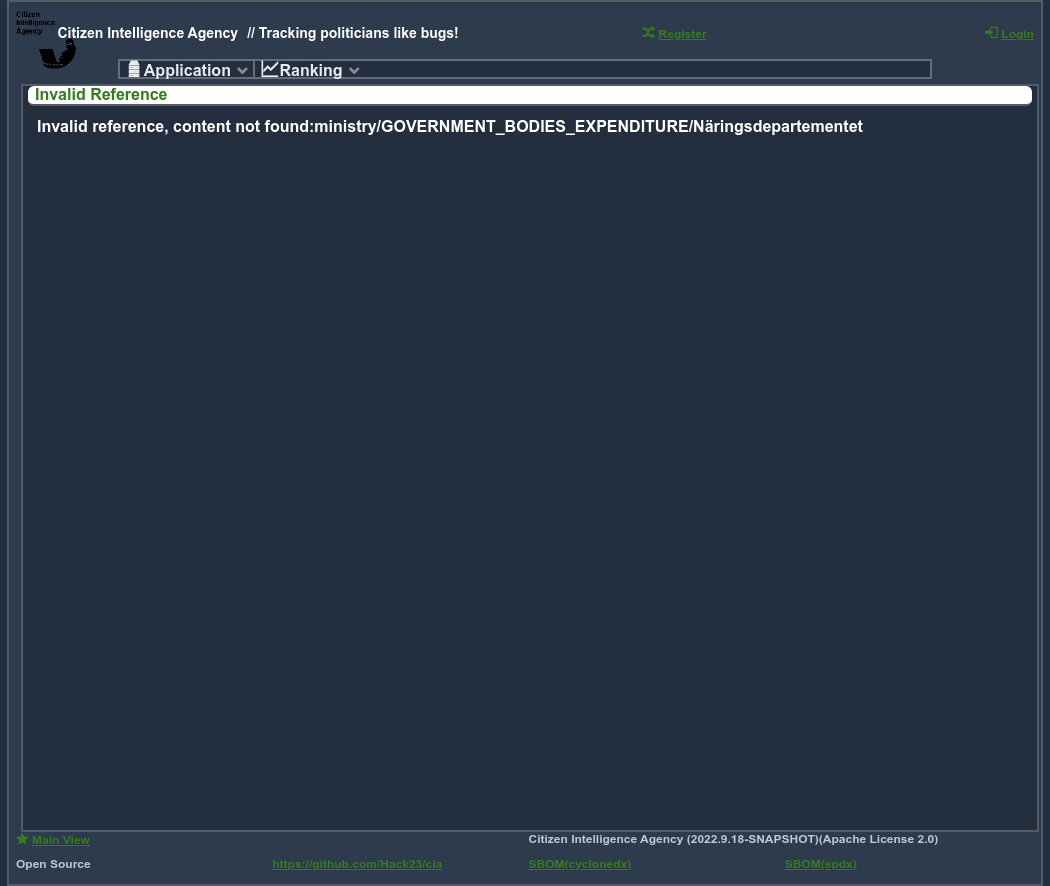 Citizen
Intelligence
Agency
Citizen Intelligence Agency // Tracking politicians like bugs!
Register
Login
Application
Ranking
Invalid Reference
Invalid reference, content not found:ministry/GOVERNMENT_BODIES_EXPENDITURE/Näringsdepartementet
Main View
Citizen Intelligence Agency (2022.9.18-SNAPSHOT)(Apache License 2.0)
Open Source
https://github.com/Hack23/cia
SBOM(cyclonedx)
SBOM(spdx)